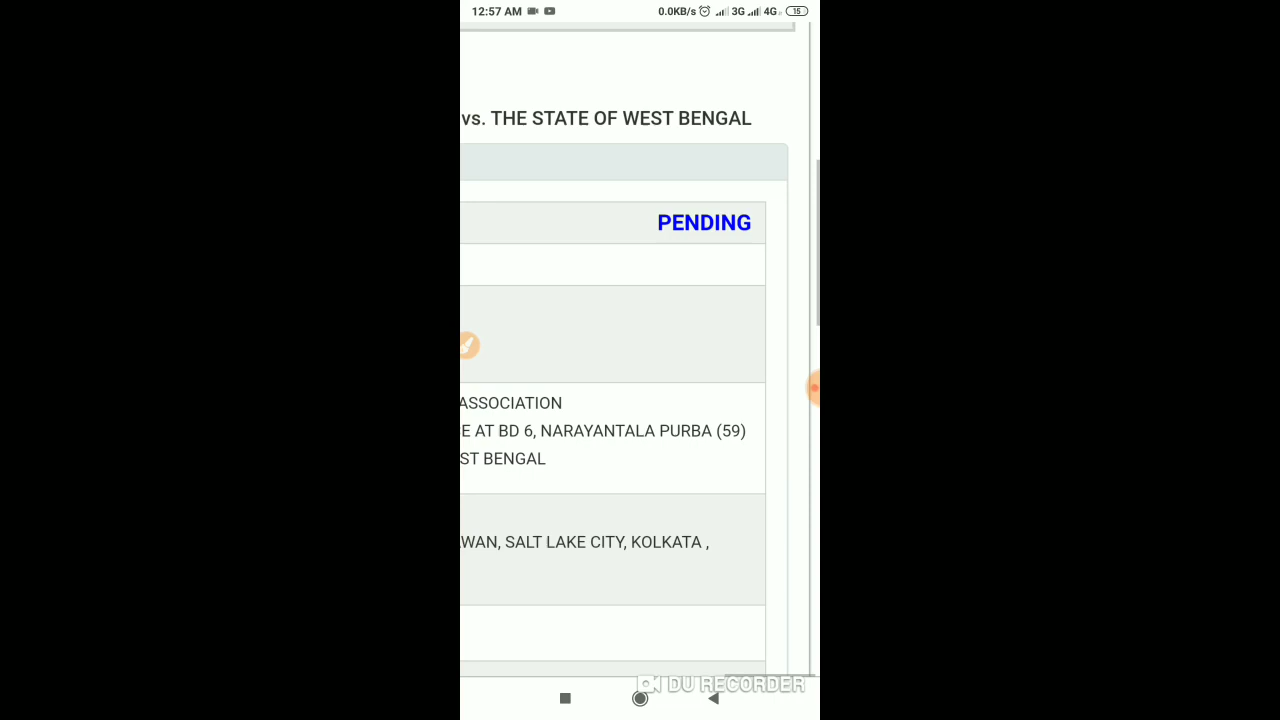 12:57 AM 0.0KB/s 3G 4G 15
vs. THE STATE OF WEST BENGAL
PENDING
ASSOCIATION
E AT BD 6, NARAYANTALA PURBA (59)
ST BENGAL
WAN, SALT LAKE CITY, KOLKATA ,
DU RECORDER